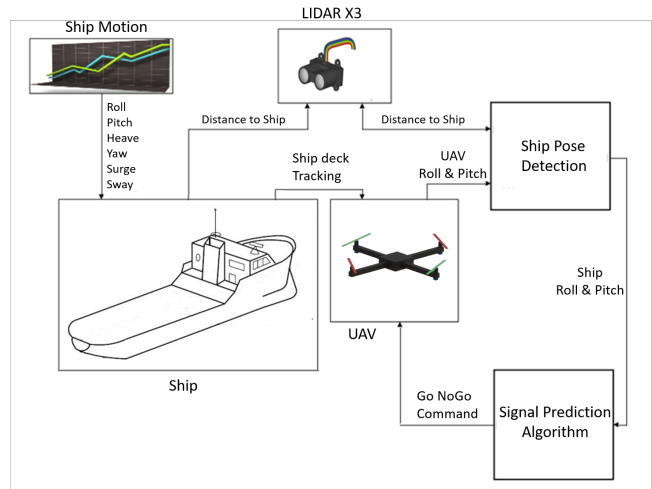 LIDAR X3
Ship Motion
Roll
Pitch
Heave
Yaw
Surge
Sway
Distance to Ship
Distance to Ship
Ship deck
Tracking
UAV
Roll & Pitch
Ship Pose
Detection
Ship
Roll & Pitch
UAV
Ship
Go NoGo
Command
Signal Prediction
Algorithm